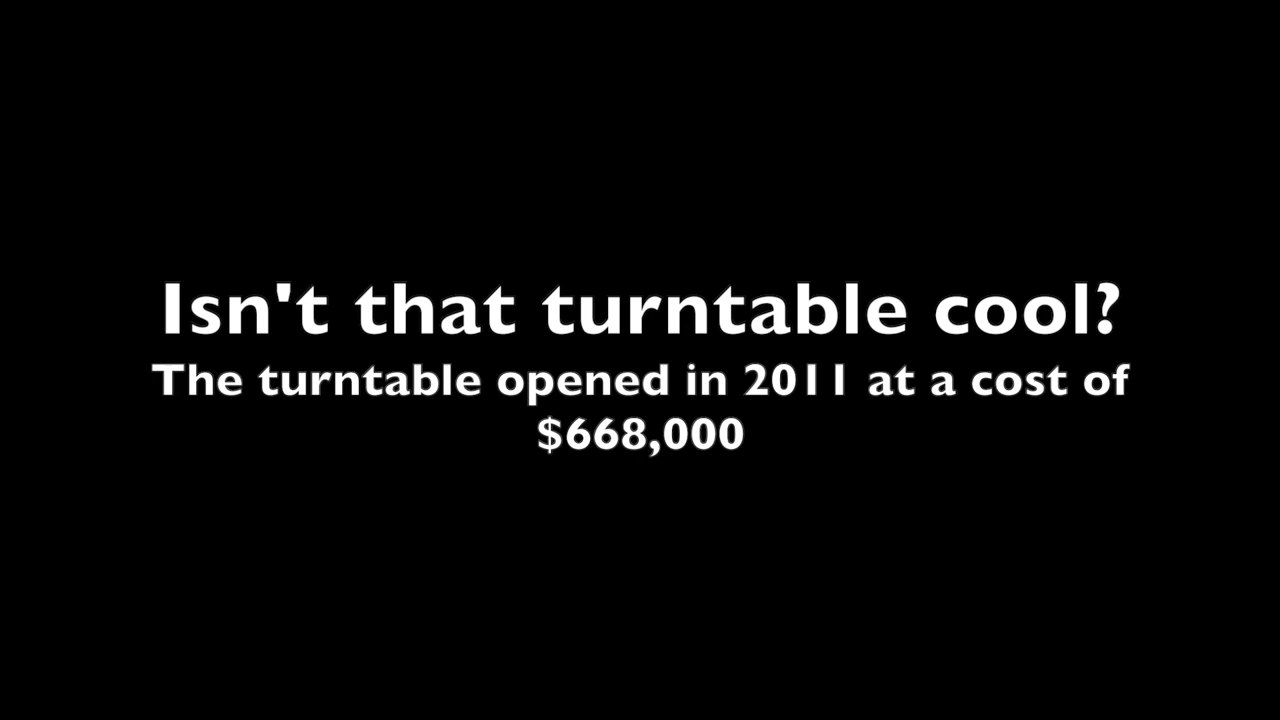 Isn't that turntable cool?
The turntable opened in 2011 at a cost of
$668,000